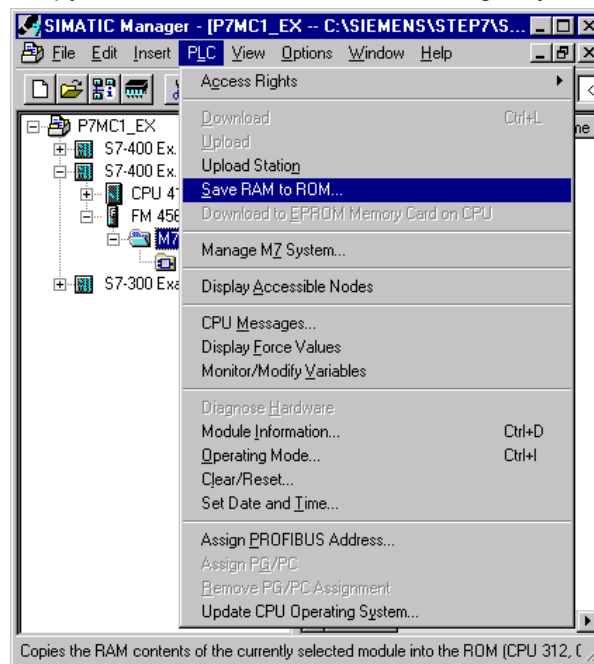 SIMATIC Manager - [P7MC1_EX -- C:\SIEMENS\STEP7\S...
File Edit Insert PLC View Options Window Help
Access Rights
Download Ctrl+L
Upload
Upload Station
Save RAM to ROM...
Download to EPROM Memory Card on CPU
Manage M7 System...
Display Accessible Nodes
CPU Messages...
Display Force Values
Monitor/Modify Variables
Diagnose Hardware
Module Information... Ctrl+D
Operating Mode... Ctrl+I
Clear/Reset...
Set Date and Time...
Assign PROFIBUS Address...
Assign PG/PC
Remove PG/PC Assignment
Update CPU Operating System...
P7MC1_EX
S7-400 Ex.
S7-400 Ex.
CPU 41
FM 456
M7
S7-300 Exa
Copies the RAM contents of the currently selected module into the ROM (CPU 312,